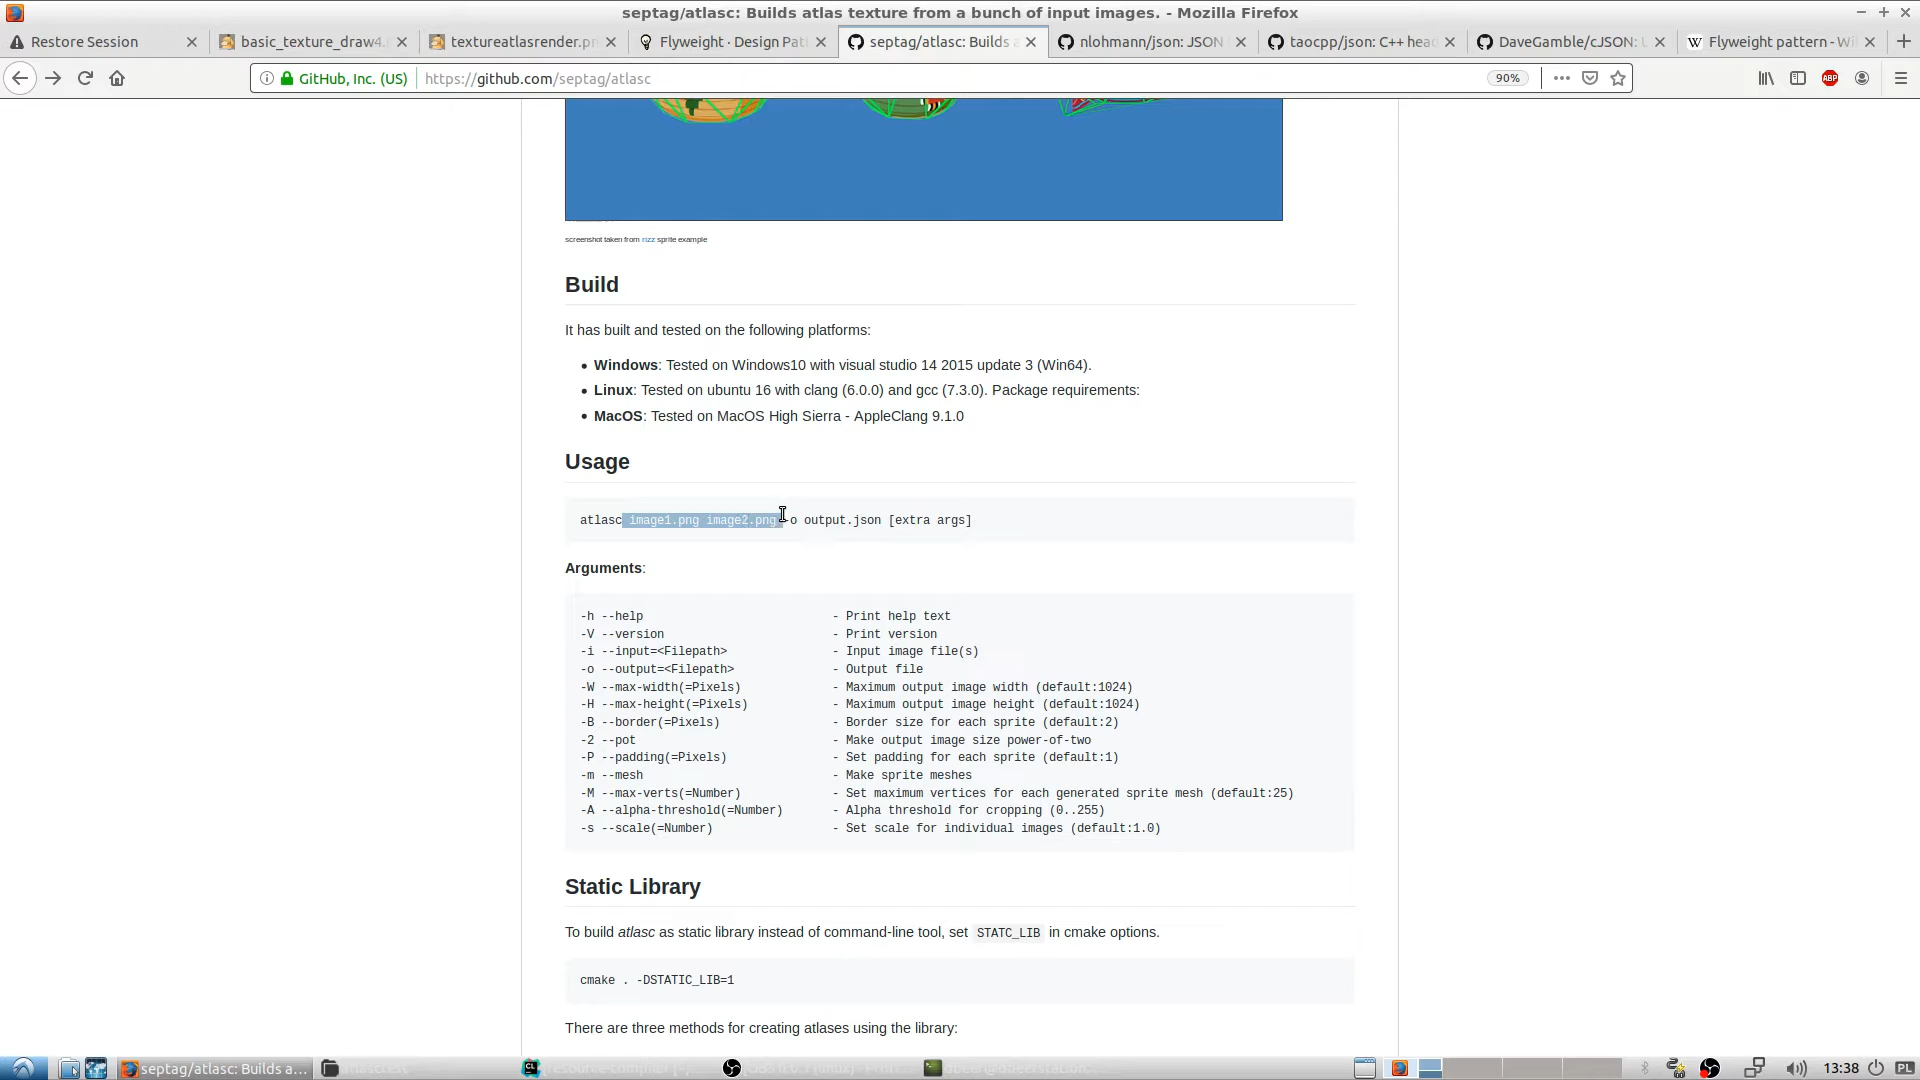 septag/atlasc: Builds atlas texture from a bunch of input images. - Mozilla Firefox
Restore Session
basic_texture_draw4.
textureatlasrender.pn
Flyweight · Design Pat
septag/atlasc: Builds a
nlohmann/json: JSON
taocpp/json: C++ head
DaveGamble/cJSON: U
W Flyweight pattern - Wi
GitHub, Inc. (US) https://github.com/septag/atlasc 90% ABP
screenshot taken from rizz sprite example
Build
It has built and tested on the following platforms:
• Windows: Tested on Windows10 with visual studio 14 2015 update 3 (Win64).
• Linux: Tested on ubuntu 16 with clang (6.0.0) and gcc (7.3.0). Package requirements:
• MacOS: Tested on MacOS High Sierra - AppleClang 9.1.0
Usage
atlasc image1.png image2.png -o output.json [extra args]
Arguments:
-h --help - Print help text
-V --version - Print version
-i --input=<Filepath> - Input image file(s)
-o --output=<Filepath> - Output file
-W --max-width(=Pixels) - Maximum output image width (default:1024)
-H --max-height(=Pixels) - Maximum output image height (default:1024)
-B --border(=Pixels) - Border size for each sprite (default:2)
-2 --pot - Make output image size power-of-two
-P --padding(=Pixels) - Set padding for each sprite (default:1)
-m --mesh - Make sprite meshes
-M --max-verts(=Number) - Set maximum vertices for each generated sprite mesh (default:25)
-A --alpha-threshold(=Number) - Alpha threshold for cropping (0..255)
-s --scale(=Number) - Set scale for individual images (default:1.0)
Static Library
To build atlasc as static library instead of command-line tool, set STATC_LIB in cmake options.
cmake . -DSTATIC_LIB=1
There are three methods for creating atlases using the library:
septag/atlasc: Builds a... CL 13:38 PL